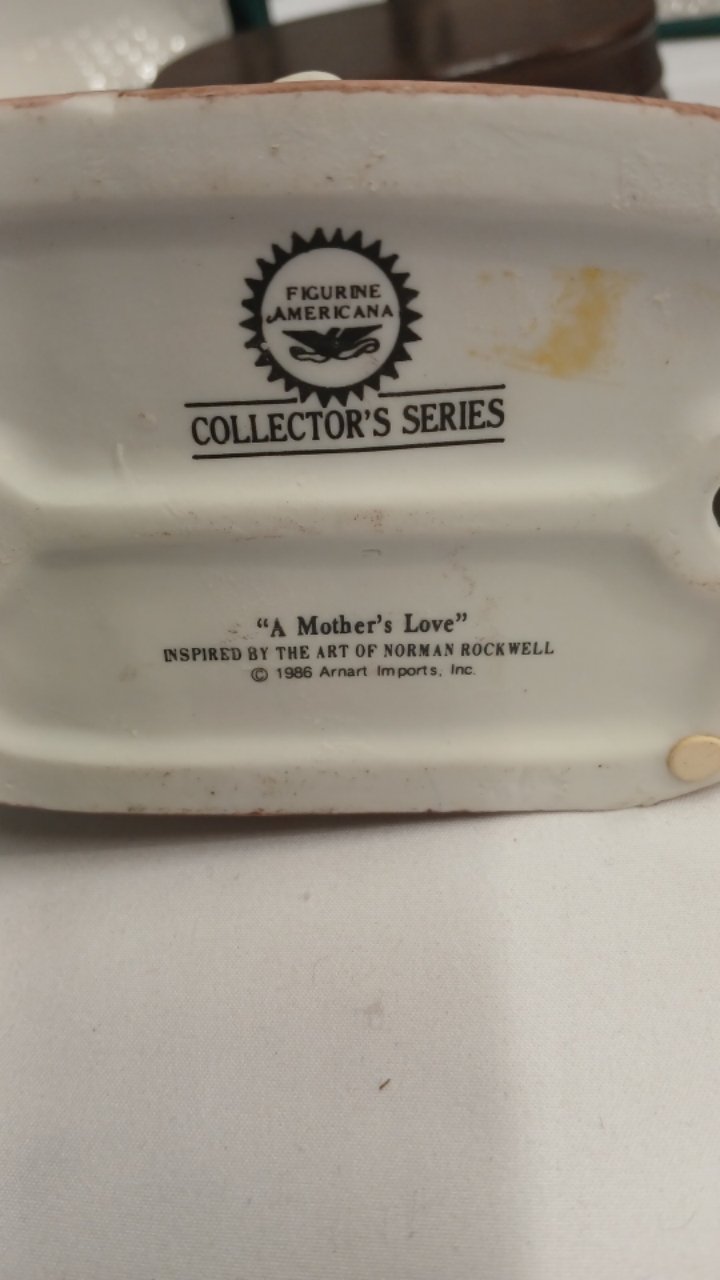 FIGURINE
AMERICANA
COLLECTOR'S SERIES
“A Mother's Love”
INSPIRED BY THE ART OF NORMAN ROCKWELL
© 1986 Arnart Imports, Inc.